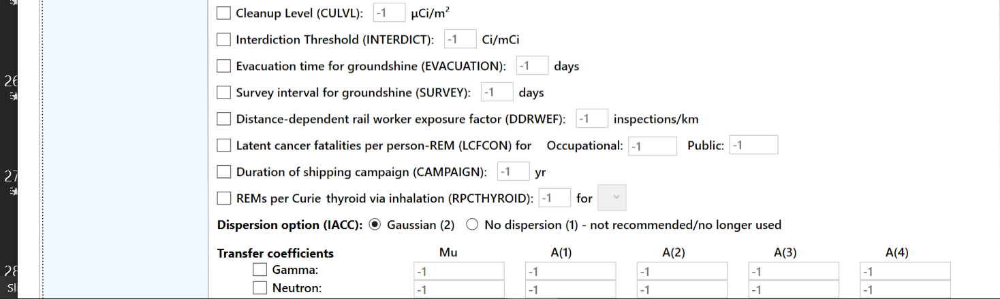 Cleanup Level (CULVL): -1 µCi/m²
Interdiction Threshold (INTERDICT): -1 Ci/mCi
Evacuation time for groundshine (EVACUATION): -1 days
26
Survey interval for groundshine (SURVEY): -1 days
Distance-dependent rail worker exposure factor (DDRWEF): -1 inspections/km
Latent cancer fatalities per person-REM (LCFCON) for Occupational: -1 Public: -1
27
Duration of shipping campaign (CAMPAIGN): -1 yr
REMs per Curie thyroid via inhalation (RPCTHYROID): -1 for
Dispersion option (IACC): Gaussian (2) No dispersion (1) - not recommended/no longer used
Transfer coefficients Mu A(1) A(2) A(3) A(4)
28
Gamma: -1 -1 -1 -1 -1
Sli
Neutron: -1 -1 -1 -1 -1